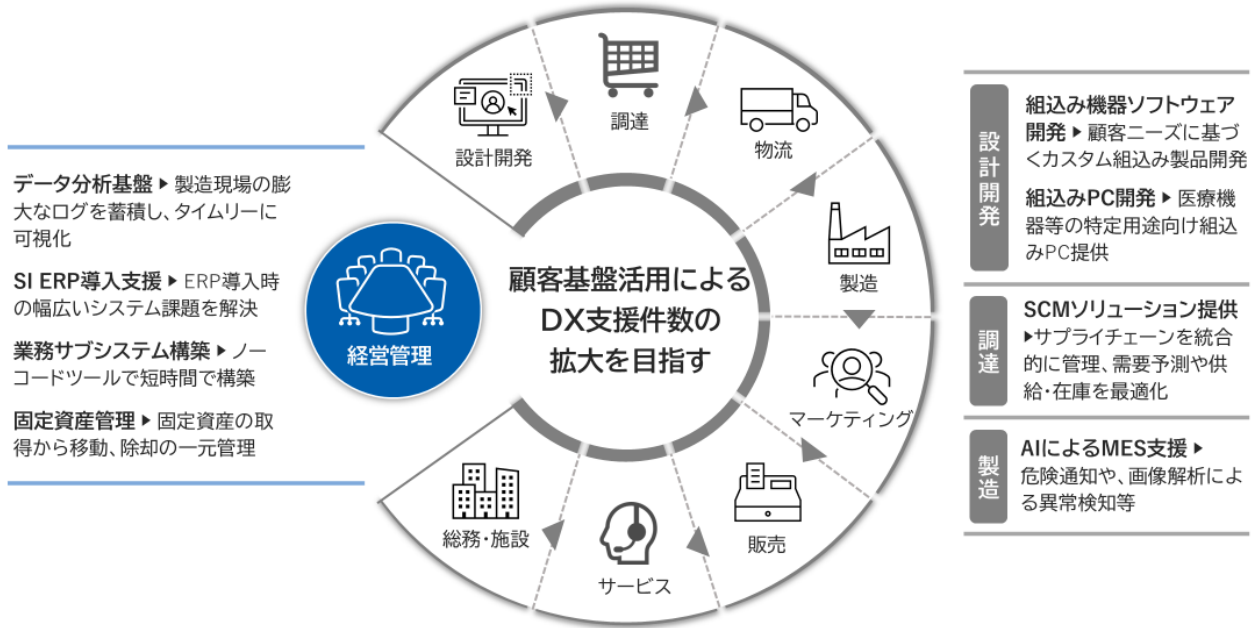 データ分析基盤 ▶ 製造現場の膨
大なログを蓄積し、タイムリーに
可視化
SI ERP導入支援 ▶ ERP導入時
の幅広いシステム課題を解決
業務サブシステム構築 ▶ ノー
コードツールで短時間で構築
固定資産管理 ▶ 固定資産の取
得から移動、除却の一元管理
経営管理
顧客基盤活用による
DX支援件数の
拡大を目指す
設計開発
調達
物流
製造
マーケティング
販売
サービス
総務・施設
設計開発
組込み機器ソフトウェア
開発 ▶ 顧客ニーズに基づ
くカスタム組込み製品開発
組込みPC開発 ▶ 医療機
器等の特定用途向け組込
みPC提供
調達
SCMソリューション提供
▶サプライチェーンを統合
的に管理、需要予測や供
給・在庫を最適化
製造
AIによるMES支援 ▶
危険通知や、画像解析によ
る異常検知等